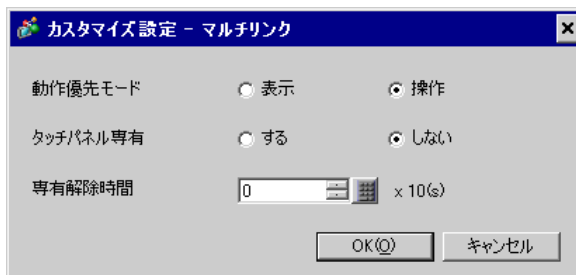 カスタマイズ設定 - マルチリンク
動作優先モード 表示 操作
タッチパネル専有 する しない
専有解除時間 0 x 10(s)
OK(O) キャンセル